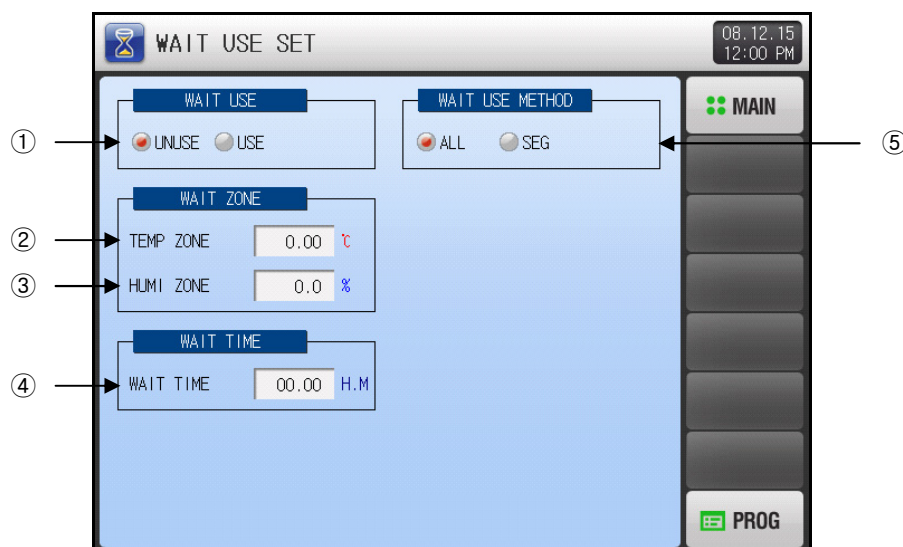 WAIT USE SET
08.12.15
12:00 PM
WAIT USE
① UNUSE USE
WAIT USE METHOD
ALL SEG ⑤
MAIN
WAIT ZONE
② TEMP ZONE 0.00 ℃
③ HUMI ZONE 0.0 %
WAIT TIME
④ WAIT TIME 00.00 H.M
PROG